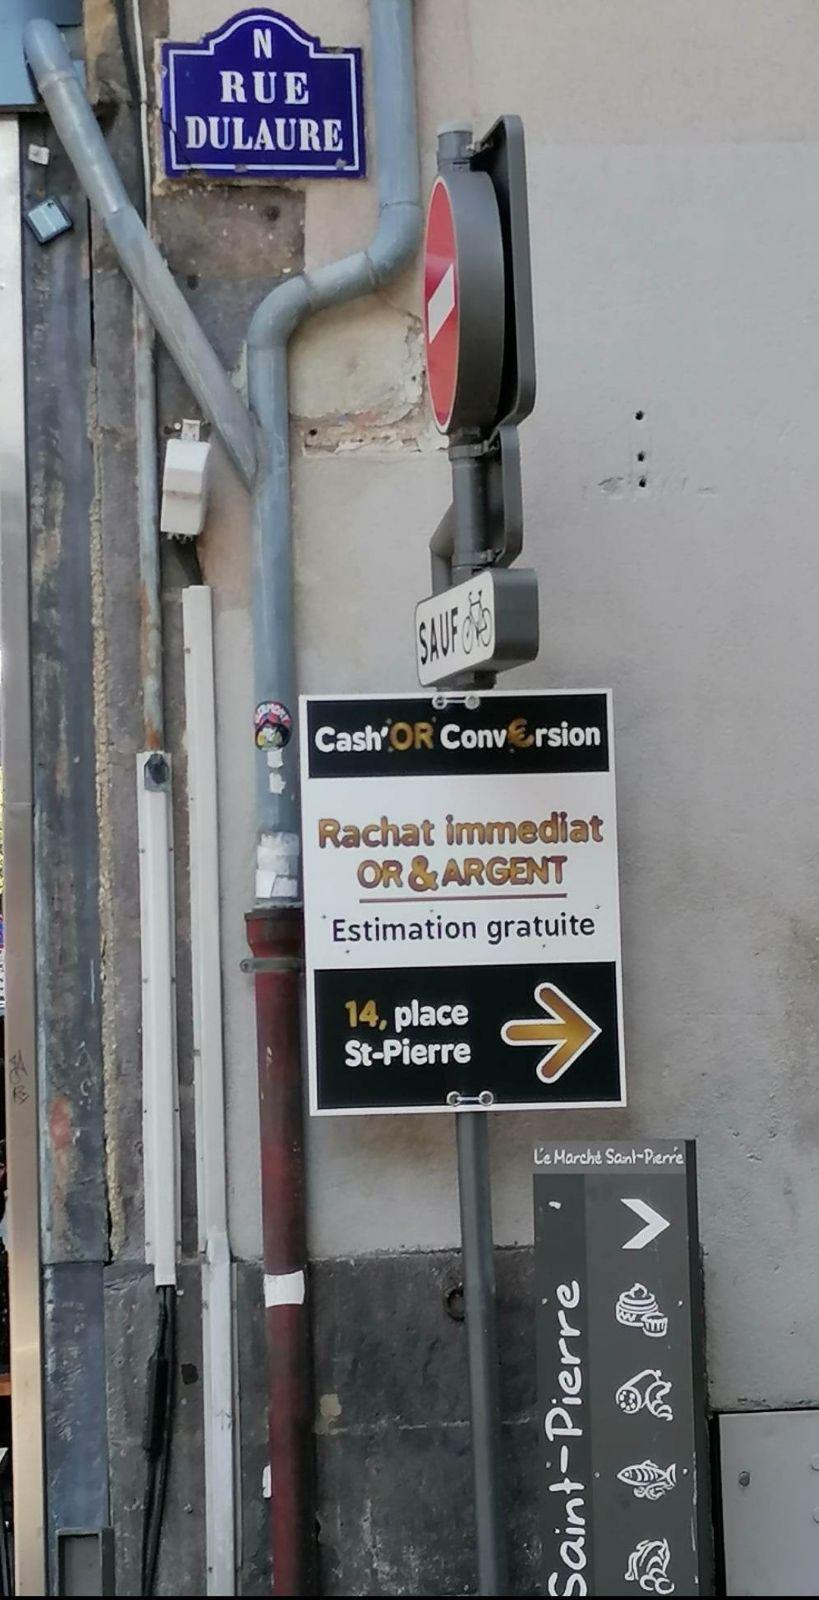 N
RUE
DULAURE
SAUF
Cash'OR Conv€rsion
Rachat immediat
OR & ARGENT
Estimation gratuite
14, place
St-Pierre
Le Marché Saint-Pierre
Saint-Pierre